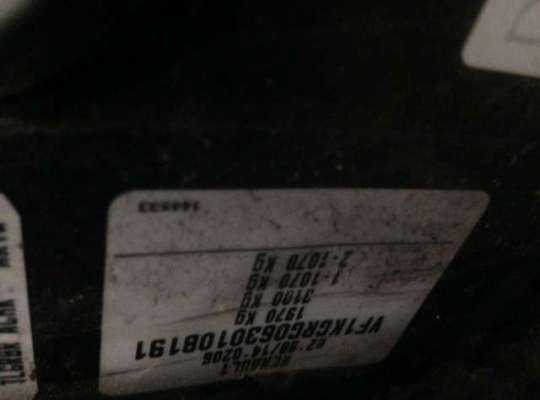 RENAULT
e2*98/14*0206
VF1KGRG0630108191
1970 KG
3100 KG
1-1070 KG
2-1070 KG